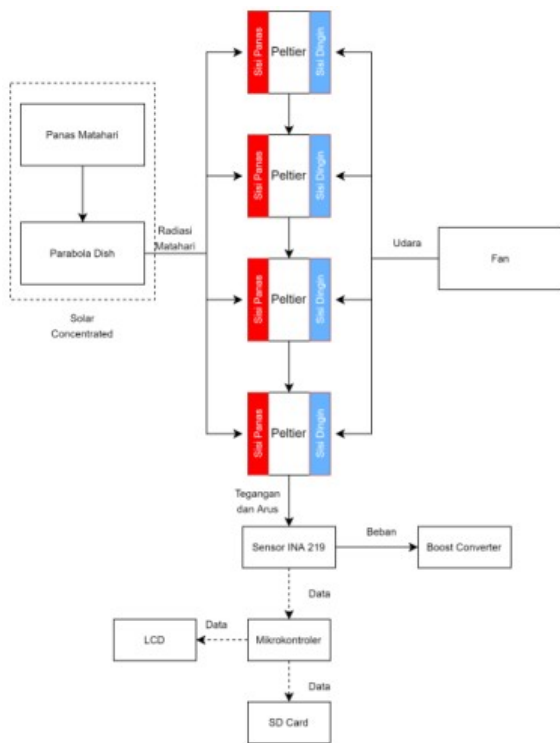 Sisi Panas
Peltier
Sisi Dingin
Panas Matahari
Sisi Panas
Peltier
Sisi Dingin
Radiasi
Matahari
Parabola Dish
Udara
Fan
Sisi Panas
Peltier
Sisi Dingin
Solar
Concentrated
Sisi Panas
Peltier
Sisi Dingin
Tegangan
dan Arus
Sensor INA 219
Beban
Boost Converter
Data
LCD
Data
Mikrokontroler
Data
SD Card